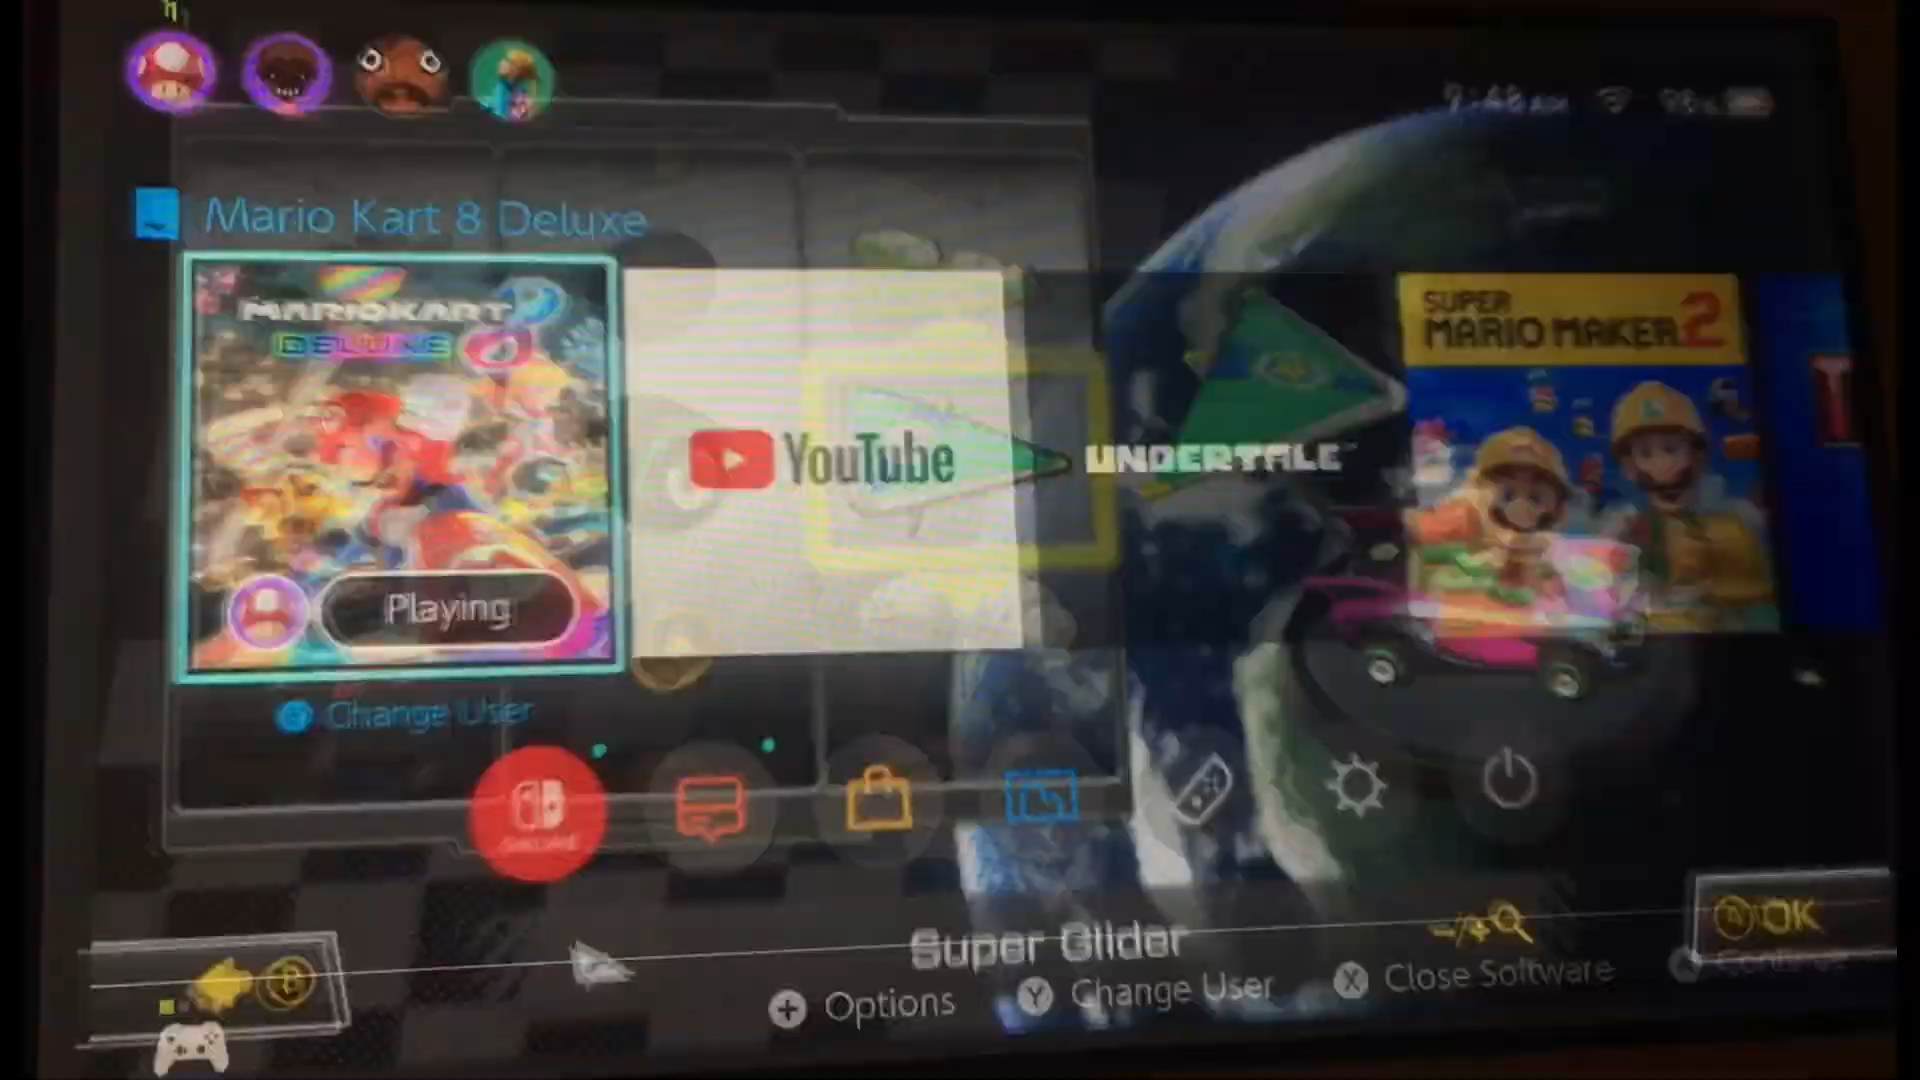 Mario Kart 8 Deluxe
MARIOKART
DELUXE
SUPER
MARIO MAKER 2
YouTube
UNDERTALE
Playing
Change User
Super Glider
-/+
OK
B
Options
Y Change User
X Close Software
Continue